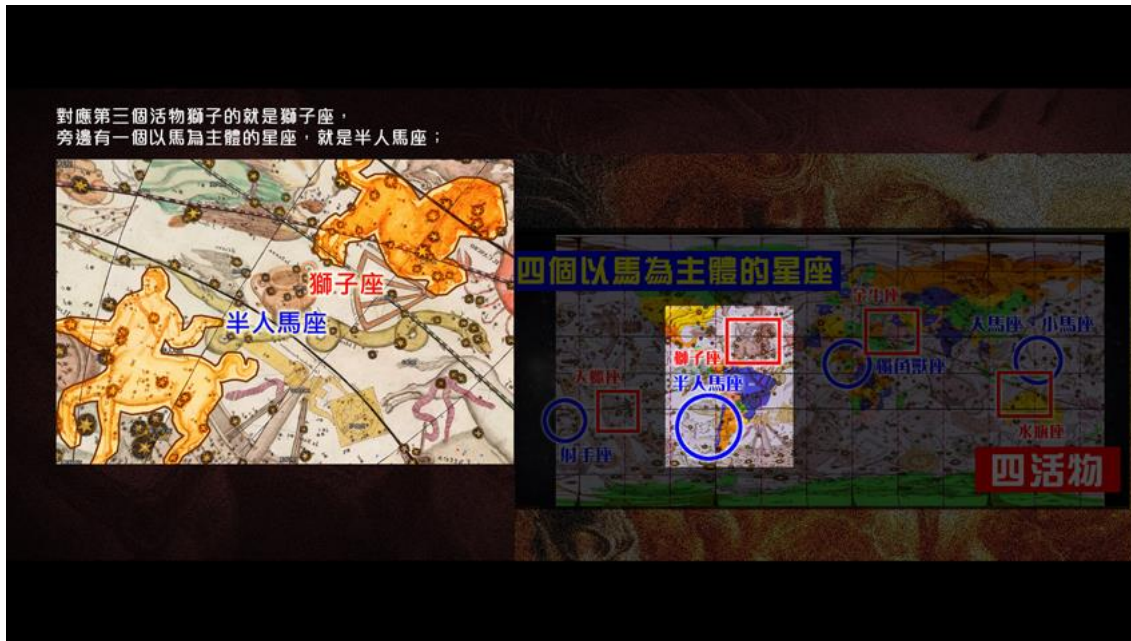 對應第三個活物獅子的就是獅子座，
旁邊有一個以馬為主體的星座，就是半人馬座；
獅子座
半人馬座
四個以馬為主體的星座
金牛座
大馬座、小馬座
獅子座
獨角獸座
天蠍座
半人馬座
水瓶座
射手座
四活物